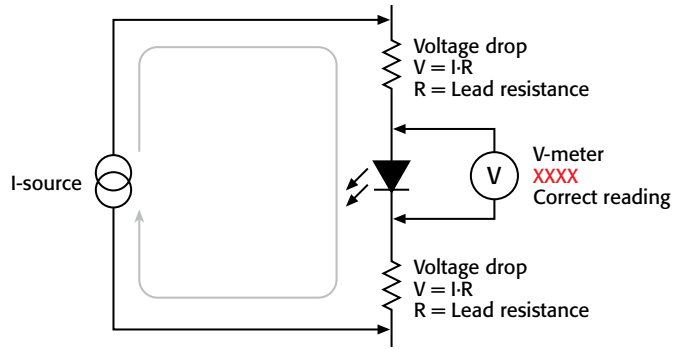 Voltage drop
V = I·R
R = Lead resistance
I-source
V
V-meter
XXXX
Correct reading
Voltage drop
V = I·R
R = Lead resistance